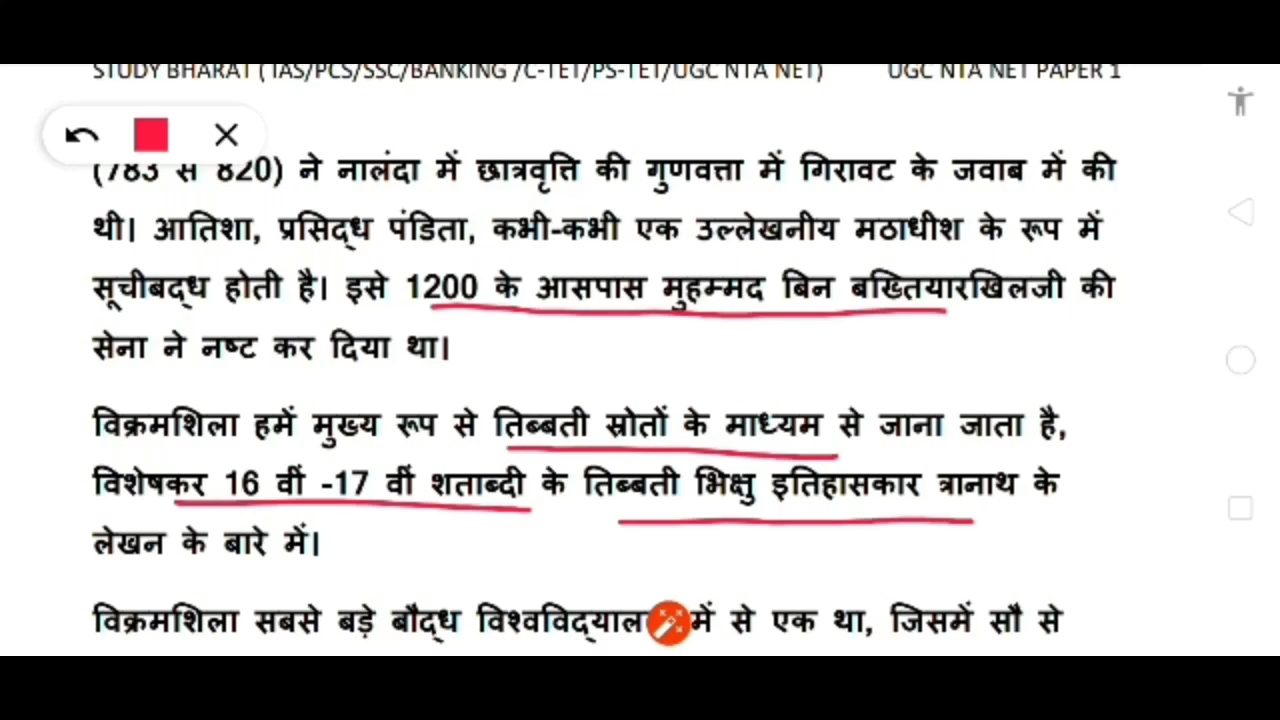 STUDY BHARAT ( IAS/PCS/SSC/BANKING /C-TET/PS-TET/UGC NTA NET) UGC NTA NET PAPER 1
(783 से 820) ने नालंदा में छात्रवृत्ति की गुणवत्ता में गिरावट के जवाब में की
थी। आतिशा, प्रसिद्ध पंडिता, कभी-कभी एक उल्लेखनीय मठाधीश के रूप में
सूचीबद्ध होती है। इसे 1200 के आसपास मुहम्मद बिन बख्तियारखिलजी की
सेना ने नष्ट कर दिया था।
विक्रमशिला हमें मुख्य रूप से तिब्बती स्रोतों के माध्यम से जाना जाता है,
विशेषकर 16 वीं -17 वीं शताब्दी के तिब्बती भिक्षु इतिहासकार त्रानाथ के
लेखन के बारे में।
विक्रमशिला सबसे बड़े बौद्ध विश्वविद्याल में से एक था, जिसमें सौ से